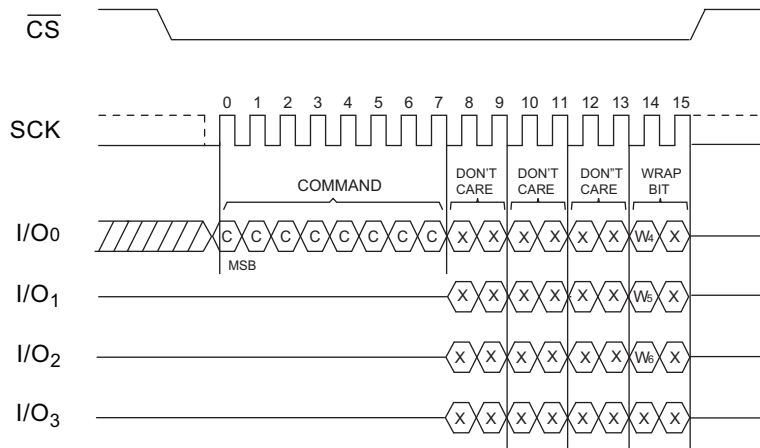 CS
0 1 2 3 4 5 6 7 8 9 10 11 12 13 14 15
SCK
COMMAND
DON'T CARE
DON'T CARE
DON"T CARE
WRAP BIT
I/O0 C C C C C C C C X X X X X X W4 X
MSB
I/O1 X X X X X X W5 X
I/O2 X X X X X X W6 X
I/O3 X X X X X X X X